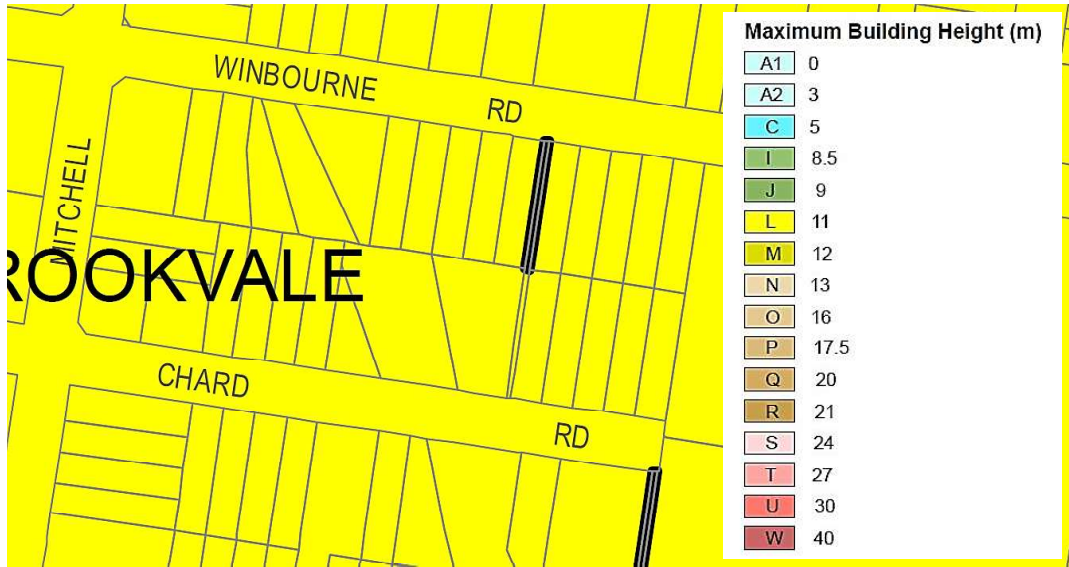 WINBOURNE RD
MITCHELL
ROOKVALE
CHARD RD
Maximum Building Height (m)
A1 0
A2 3
C 5
I 8.5
J 9
L 11
M 12
N 13
O 16
P 17.5
Q 20
R 21
S 24
T 27
U 30
W 40